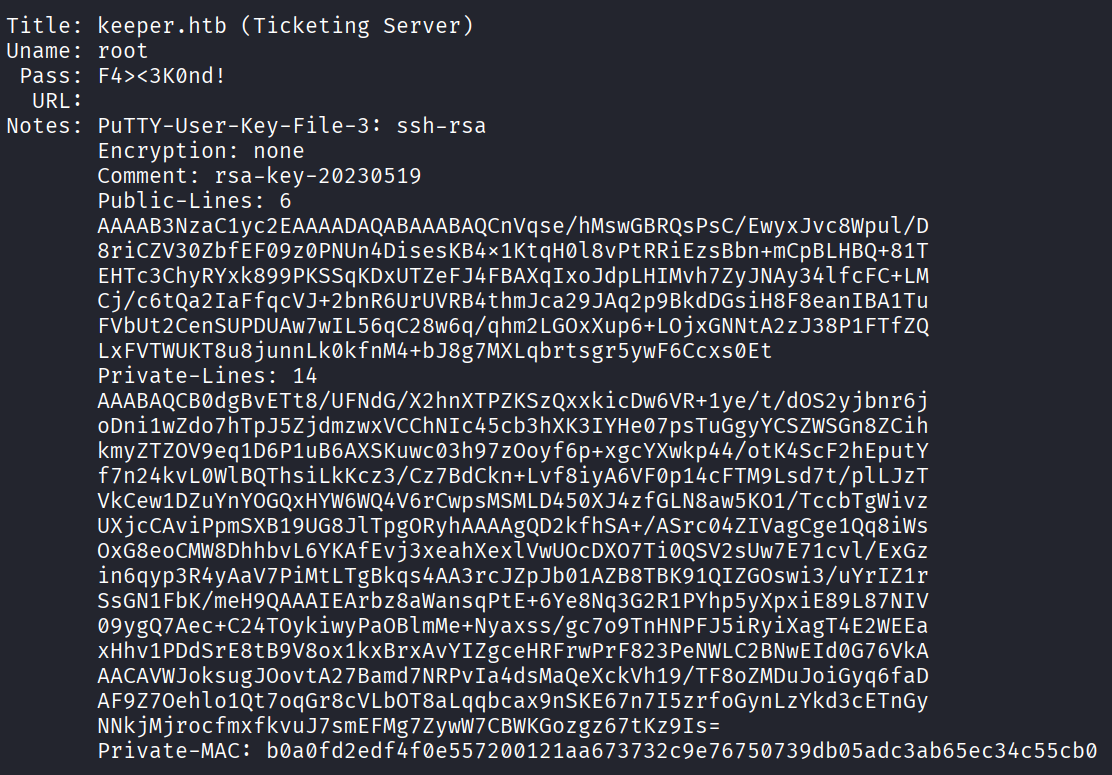 Title: keeper.htb (Ticketing Server)
Uname: root
Pass: F4><3K0nd!
URL:
Notes: PuTTY-User-Key-File-3: ssh-rsa
Encryption: none
Comment: rsa-key-20230519
Public-Lines: 6
AAAAB3NzaC1yc2EAAAADAQABAAABAQCnVqse/hMswGBRQsPsC/EwyxJvc8Wpul/D
8riCZV30ZbfEF09z0PNUn4DisesKB4×1KtqH0l8vPtRRiEzsBbn+mCpBLHBQ+81T
EHTc3ChyRYxk899PKSSqKDxUTZeFJ4FBAXqIxoJdpLHIMvh7ZyJNAy34lfcFC+LM
Cj/c6tQa2IaFfqcVJ+2bnR6UrUVRB4thmJca29JAq2p9BkdDGsiH8F8eanIBA1Tu
FVbUt2CenSUPDUAw7wIL56qC28w6q/qhm2LGOxXup6+LOjxGNNtA2zJ38P1FTfZQ
LxFVTWUKT8u8junnLk0kfnM4+bJ8g7MXLqbrtsgr5ywF6Ccxs0Et
Private-Lines: 14
AAABAQCB0dgBvETt8/UFNdG/X2hnXTPZKSzQxxkicDw6VR+1ye/t/dOS2yjbnr6j
oDni1wZdo7hTpJ5ZjdmzwxVCChNIc45cb3hXK3IYHe07psTuGgyYCSZWSGn8ZCih
kmyZTZOV9eq1D6P1uB6AXSKuwc03h97zOoyf6p+xgcYXwkp44/otK4ScF2hEputY
f7n24kvL0WlBQThsiLkKcz3/Cz7BdCkn+Lvf8iyA6VF0p14cFTM9Lsd7t/plLJzT
VkCew1DZuYnYOGQxHYW6WQ4V6rCwpsMSMLD450XJ4zfGLN8aw5KO1/TccbTgWivz
UXjcCAviPpmSXB19UG8JlTpgORyhAAAAgQD2kfhSA+/ASrc04ZIVagCge1Qq8iWs
OxG8eoCMW8DhhbvL6YKAfEvj3xeahXexlVwUOcDXO7Ti0QSV2sUw7E71cvl/ExGz
in6qyp3R4yAaV7PiMtLTgBkqs4AA3rcJZpJb01AZB8TBK91QIZGOswi3/uYrIZ1r
SsGN1FbK/meH9QAAAIEArbz8aWansqPtE+6Ye8Nq3G2R1PYhp5yXpxiE89L87NIV
09ygQ7Aec+C24TOykiwyPaOBlmMe+Nyaxss/gc7o9TnHNPFJ5iRyiXagT4E2WEEa
xHhv1PDdSrE8tB9V8ox1kxBrxAvYIZgceHRFrwPrF823PeNWLC2BNwEId0G76VkA
AACAVWJoksugJOovtA27Bamd7NRPvIa4dsMaQeXckVh19/TF8oZMDuJoiGyq6faD
AF9Z7Oehlo1Qt7oqGr8cVLbOT8aLqqbcax9nSKE67n7I5zrfoGynLzYkd3cETnGy
NNkjMjrocfmxfkvuJ7smEFMg7ZywW7CBWKGozgz67tKz9Is=
Private-MAC: b0a0fd2edf4f0e557200121aa673732c9e76750739db05adc3ab65ec34c55cb0